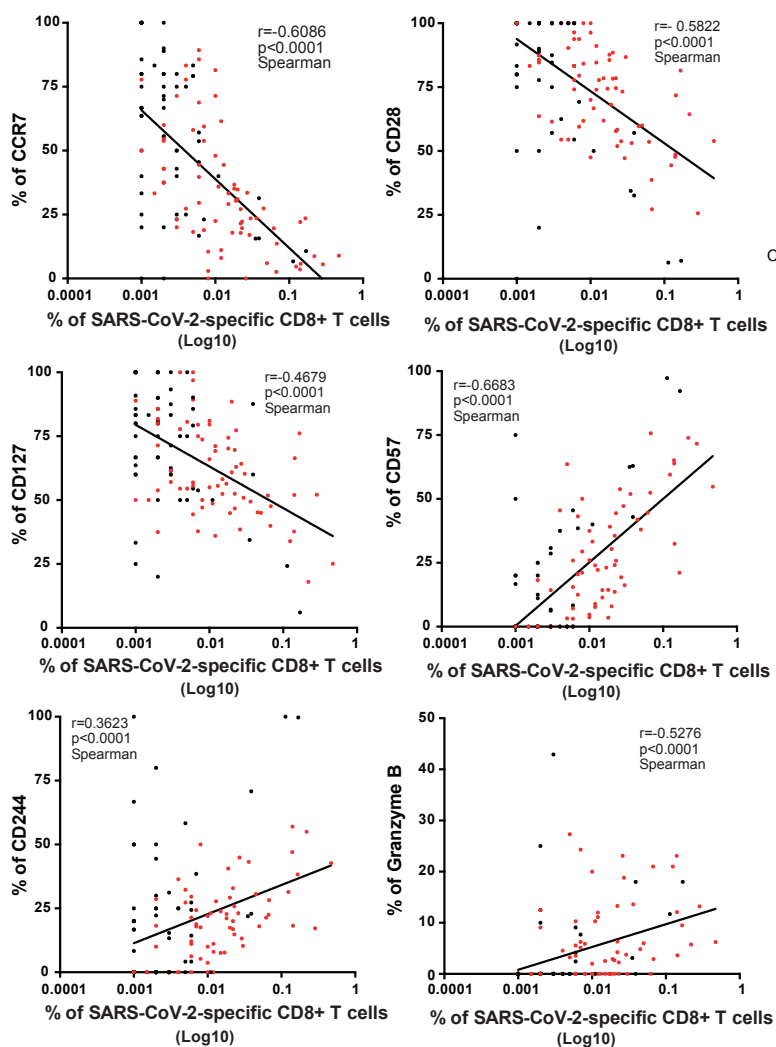 r=-0.6086
p<0.0001
Spearman
100
75
50
25
0
% of CCR7
0.0001 0.001 0.01 0.1 1
% of SARS-CoV-2-specific CD8+ T cells
(Log10)
r=- 0.5822
p<0.0001
Spearman
100
75
50
25
0
% of CD28
0.0001 0.001 0.01 0.1 1
% of SARS-CoV-2-specific CD8+ T cells
(Log10)
C
r=-0.4679
p<0.0001
Spearman
100
75
50
25
0
% of CD127
0.0001 0.001 0.01 0.1 1
% of SARS-CoV-2-specific CD8+ T cells
(Log10)
r=-0.6683
p<0.0001
Spearman
100
75
50
25
0
% of CD57
0.0001 0.001 0.01 0.1 1
% of SARS-CoV-2-specific CD8+ T cells
(Log10)
r=0.3623
p<0.0001
Spearman
100
75
50
25
0
% of CD244
0.0001 0.001 0.01 0.1 1
% of SARS-CoV-2-specific CD8+ T cells
(Log10)
r=-0.5276
p<0.0001
Spearman
50
40
30
20
10
0
% of Granzyme B
0.0001 0.001 0.01 0.1 1
% of SARS-CoV-2-specific CD8+ T cells
(Log10)